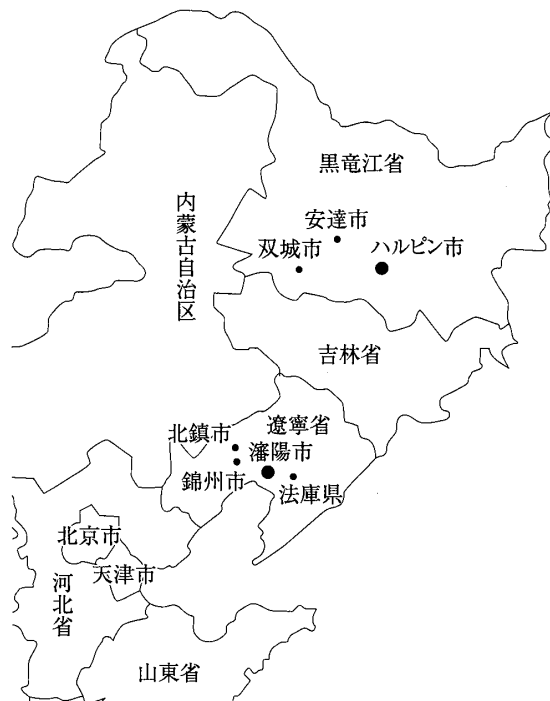 黒竜江省
安達市
双城市
ハルピン市
内蒙古自治区
吉林省
北鎮市
遼寧省
瀋陽市
錦州市
法庫県
北京市
天津市
河北省
山東省